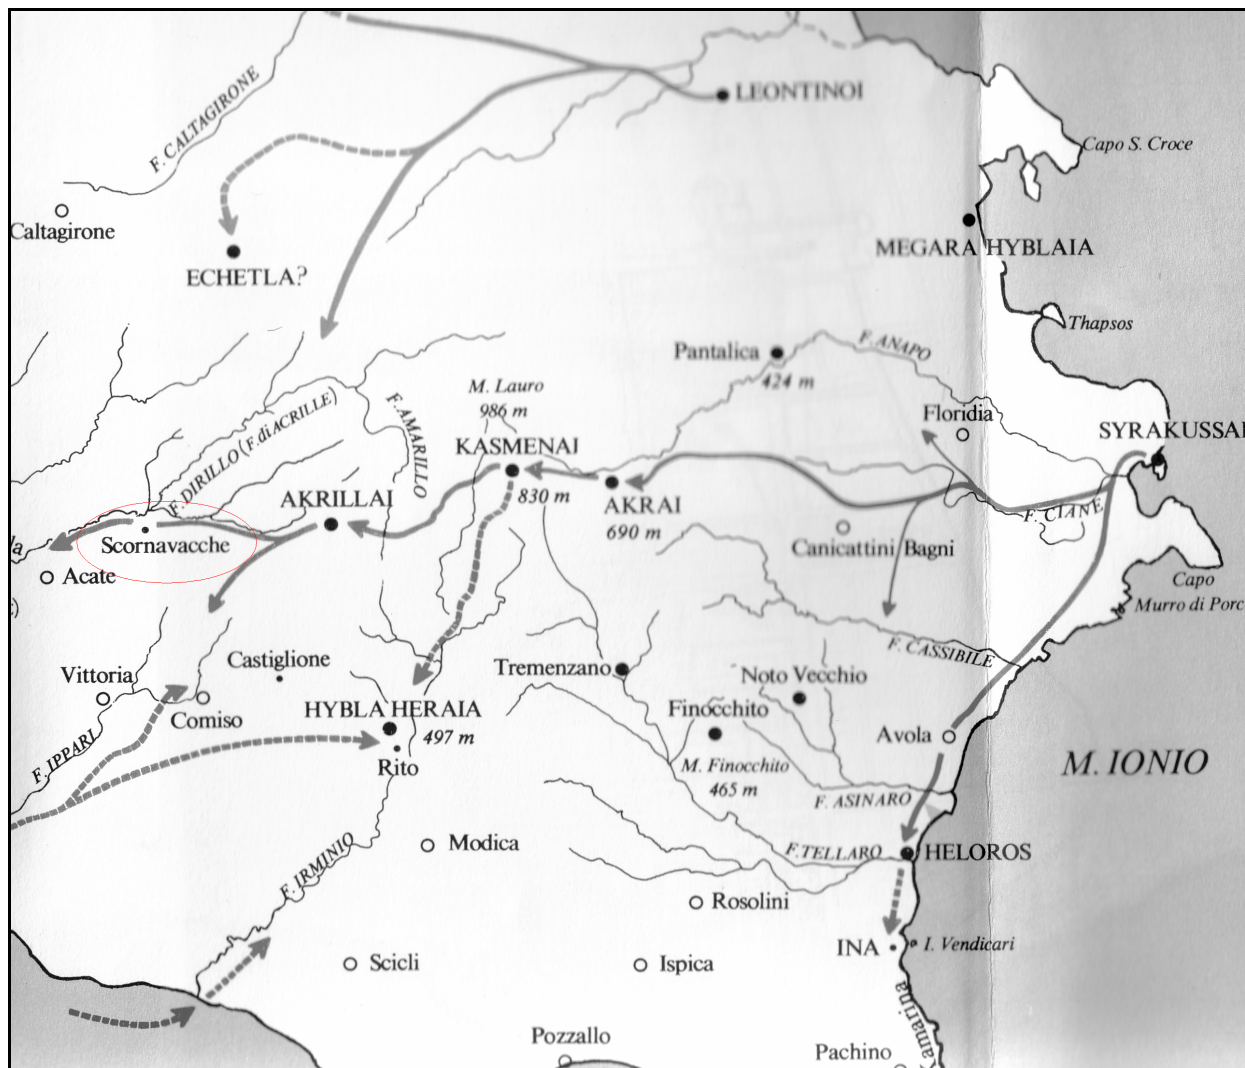 LEONTINOI
F. CALTAGIRONE
Capo S. Croce
Caltagirone
MEGARA HYBLAIA
ECHETLA?
Thapsos
Pantalica
424 m
F. ANAPO
M. Lauro
986 m
F. DIRILLO (F. di ACRILLE)
F. AMARILLO
Floridia
SYRAKUSSAI
KASMENAI
830 m
AKRILLAI
AKRAI
690 m
F. CIANE
la
Scornavacche
Canicattini Bagni
Acate
Capo
Murro di Porc
F. CASSIBILE
Castiglione
Vittoria
Tremenzano
Noto Vecchio
Comiso
HYBLA HERAIA
497 m
Finocchito
Avola
F. IPPARI
Rito
M. Finocchito
465 m
M. IONIO
F. ASINARO
Modica
F. TELLARO
HELOROS
F. IRMINIO
Rosolini
INA
I. Vendicari
Scicli
Ispica
Kamarina
Pozzallo
Pachino